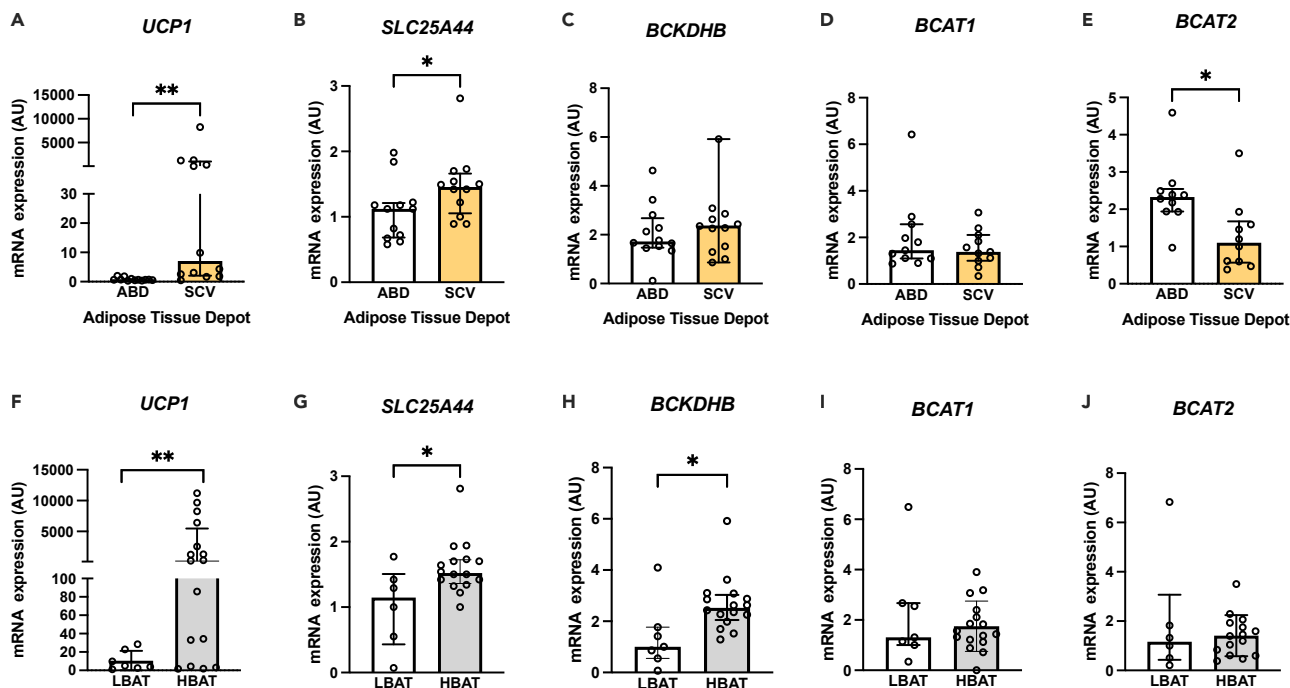 A
UCP1
**
mRNA expression (AU)
15000
10000
5000
30
20
10
0
ABD
SCV
Adipose Tissue Depot
B
SLC25A44
*
mRNA expression (AU)
3
2
1
0
ABD
SCV
Adipose Tissue Depot
C
BCKDHB
mRNA expression (AU)
8
6
4
2
0
ABD
SCV
Adipose Tissue Depot
D
BCAT1
mRNA expression (AU)
8
6
4
2
0
ABD
SCV
Adipose Tissue Depot
E
BCAT2
*
mRNA expression (AU)
5
4
3
2
1
0
ABD
SCV
Adipose Tissue Depot
F
UCP1
**
mRNA expression (AU)
15000
10000
5000
100
80
60
40
20
0
LBAT
HBAT
G
SLC25A44
*
mRNA expression (AU)
3
2
1
0
LBAT
HBAT
H
BCKDHB
*
mRNA expression (AU)
8
6
4
2
0
LBAT
HBAT
I
BCAT1
mRNA expression (AU)
8
6
4
2
0
LBAT
HBAT
J
BCAT2
mRNA expression (AU)
8
6
4
2
0
LBAT
HBAT